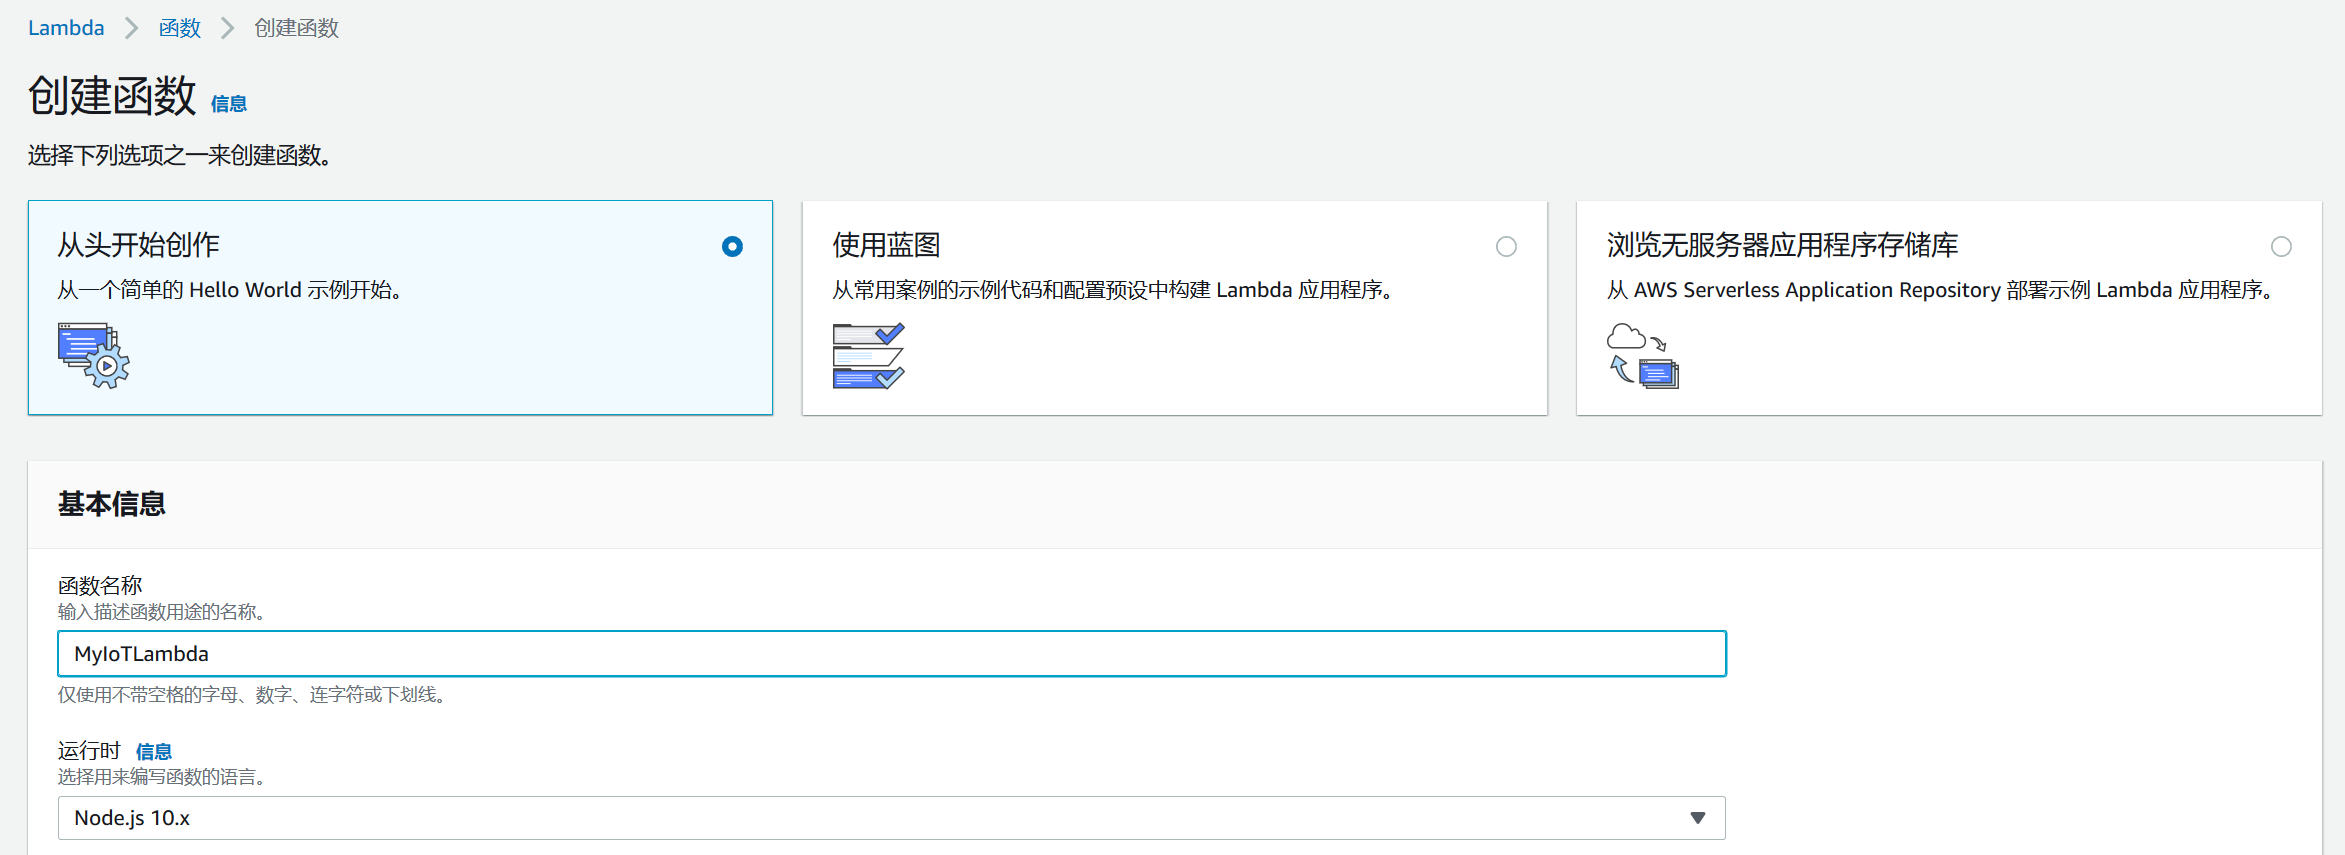 Lambda 函数 创建函数
创建函数 信息
选择下列选项之一来创建函数。
从头开始创作
从一个简单的 Hello World 示例开始。
使用蓝图
从常用案例的示例代码和配置预设中构建 Lambda 应用程序。
浏览无服务器应用程序存储库
从 AWS Serverless Application Repository 部署示例 Lambda 应用程序。
基本信息
函数名称
输入描述函数用途的名称。
MyIoTLambda
仅使用不带空格的字母、数字、连字符或下划线。
运行时 信息
选择用来编写函数的语言。
Node.js 10.x